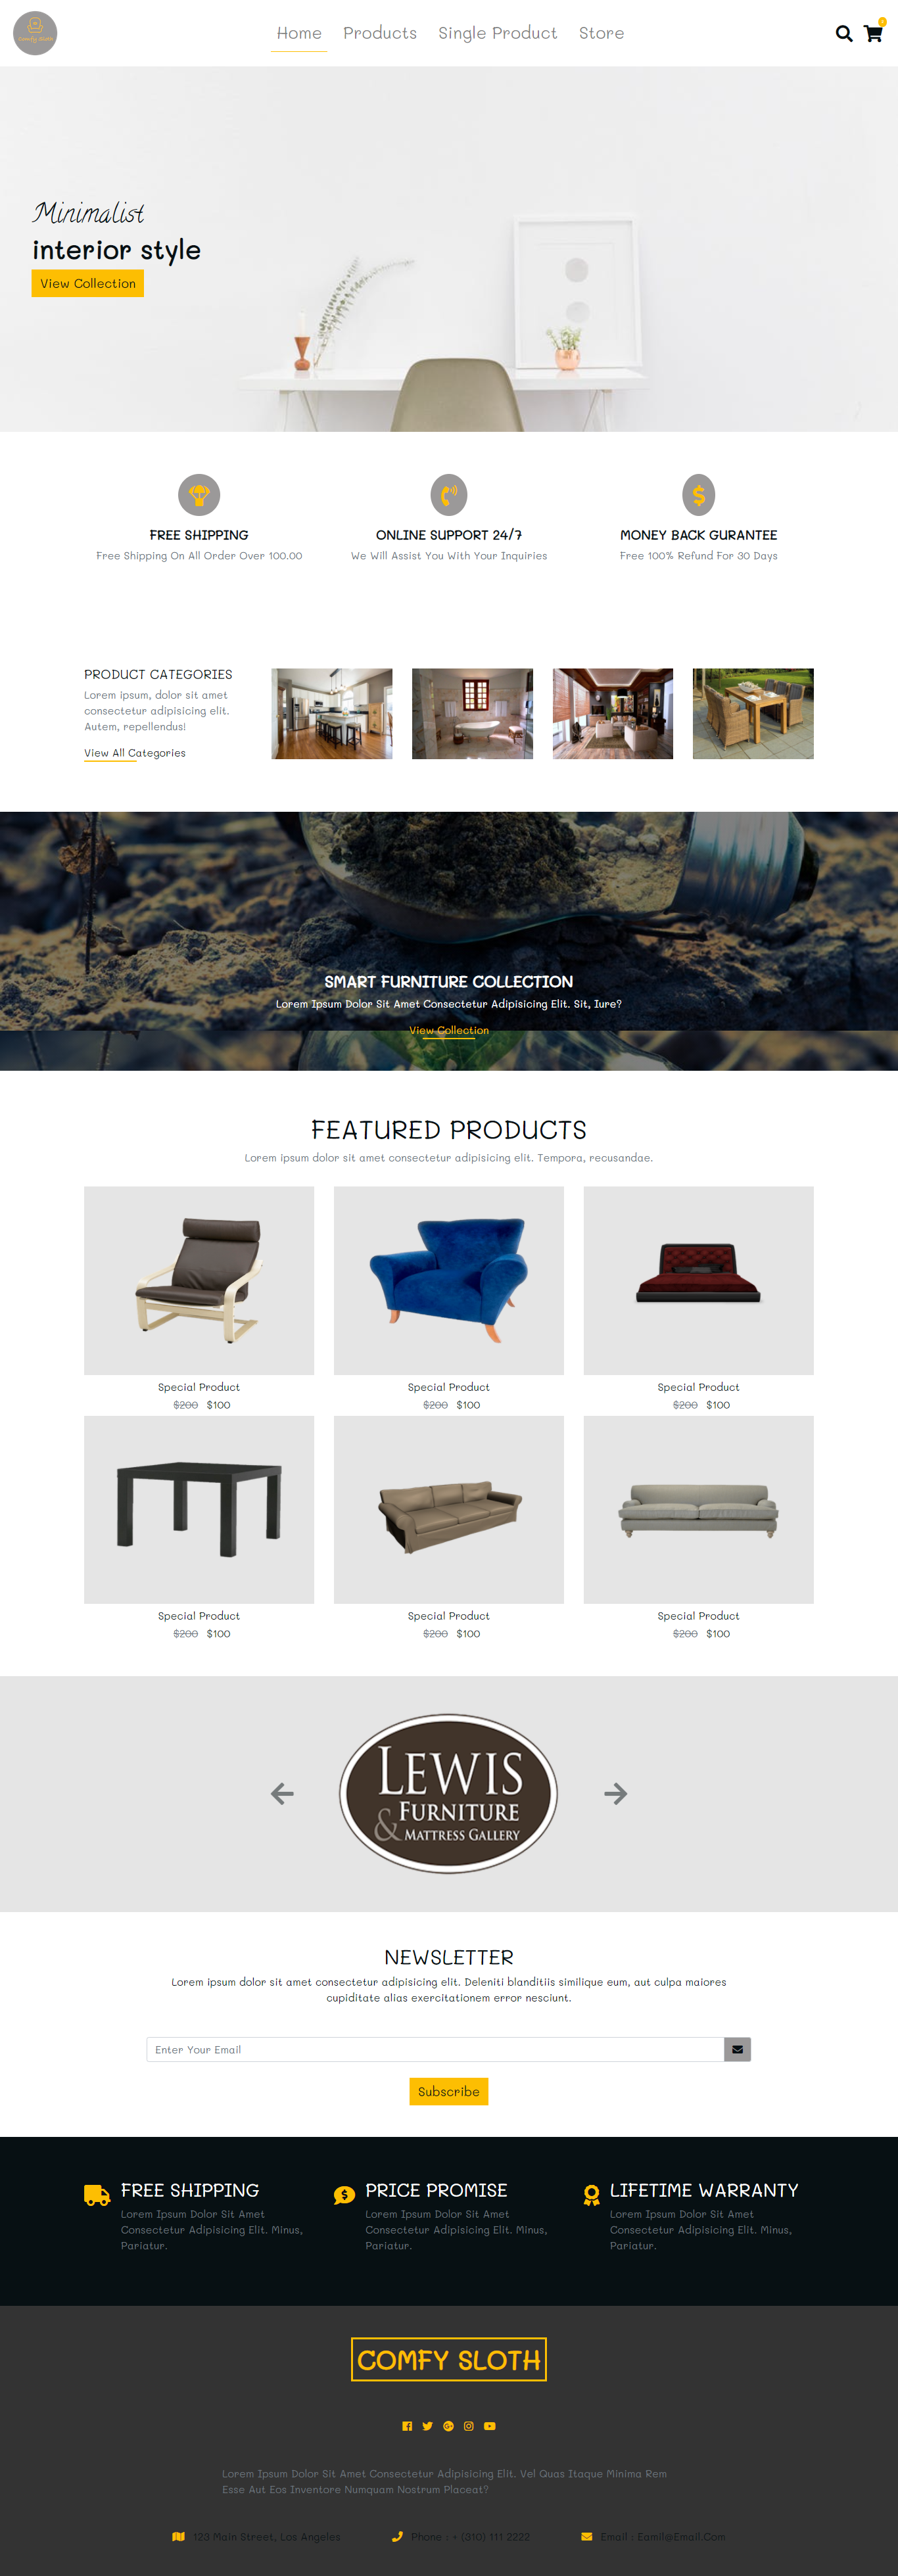 Comfy Sloth
Home Products Single Product Store
Minimalist
interior style
View Collection
FREE SHIPPING
Free Shipping On All Order Over 100.00
ONLINE SUPPORT 24/7
We Will Assist You With Your Inquiries
MONEY BACK GURANTEE
Free 100% Refund For 30 Days
PRODUCT CATEGORIES
Lorem ipsum, dolor sit amet
consectetur adipisicing elit.
Autem, repellendus!
View All Categories
SMART FURNITURE COLLECTION
Lorem Ipsum Dolor Sit Amet Consectetur Adipisicing Elit. Sit, Iure?
View Collection
FEATURED PRODUCTS
Lorem ipsum dolor sit amet consectetur adipisicing elit. Tempora, recusandae.
Special Product
$200 $100
Special Product
$200 $100
Special Product
$200 $100
Special Product
$200 $100
Special Product
$200 $100
Special Product
$200 $100
LEWIS
& FURNITURE
MATTRESS GALLERY
NEWSLETTER
Lorem ipsum dolor sit amet consectetur adipisicing elit. Deleniti blanditiis similique eum, aut culpa maiores
cupiditate alias exercitationem error nesciunt.
Enter Your Email
Subscribe
FREE SHIPPING
Lorem Ipsum Dolor Sit Amet
Consectetur Adipisicing Elit. Minus,
Pariatur.
PRICE PROMISE
Lorem Ipsum Dolor Sit Amet
Consectetur Adipisicing Elit. Minus,
Pariatur.
LIFETIME WARRANTY
Lorem Ipsum Dolor Sit Amet
Consectetur Adipisicing Elit. Minus,
Pariatur.
COMFY SLOTH
Lorem Ipsum Dolor Sit Amet Consectetur Adipisicing Elit. Vel Quas Itaque Minima Rem
Esse Aut Eos Inventore Numquam Nostrum Placeat?
123 Main Street, Los Angeles
Phone : + (310) 111 2222
Email : Eamil@Email.Com